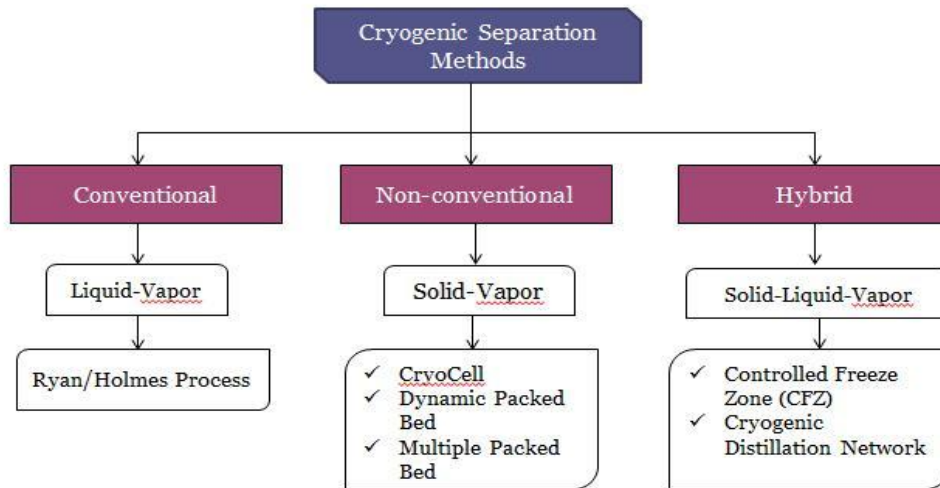 Cryogenic Separation
Methods
Conventional
Non-conventional
Hybrid
Liquid-Vapor
Solid-Vapor
Solid-Liquid-Vapor
Ryan/Holmes Process
✓ CryoCell
✓ Dynamic Packed
Bed
✓ Multiple Packed
Bed
✓ Controlled Freeze
Zone (CFZ)
✓ Cryogenic
Distillation Network